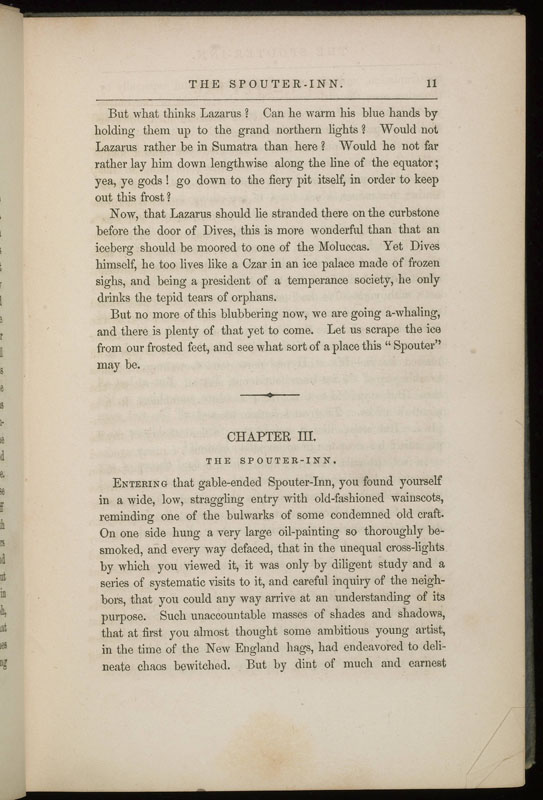 THE SPOUTER-INN. 11
But what thinks Lazarus? Can he warm his blue hands by
holding them up to the grand northern lights? Would not
Lazarus rather be in Sumatra than here? Would he not far
rather lay him down lengthwise along the line of the equator;
yea, ye gods! go down to the fiery pit itself, in order to keep
out this frost?
Now, that Lazarus should lie stranded there on the curbstone
before the door of Dives, this is more wonderful than that an
iceberg should be moored to one of the Moluccas. Yet Dives
himself, he too lives like a Czar in an ice palace made of frozen
sighs, and being a president of a temperance society, he only
drinks the tepid tears of orphans.
But no more of this blubbering now, we are going a-whaling,
and there is plenty of that yet to come. Let us scrape the ice
from our frosted feet, and see what sort of a place this "Spouter"
may be.
CHAPTER III.
THE SPOUTER-INN.
ENTERING that gable-ended Spouter-Inn, you found yourself
in a wide, low, straggling entry with old-fashioned wainscots,
reminding one of the bulwarks of some condemned old craft.
On one side hung a very large oil-painting so thoroughly be-
smoked, and every way defaced, that in the unequal cross-lights
by which you viewed it, it was only by diligent study and a
series of systematic visits to it, and careful inquiry of the neigh-
bors, that you could any way arrive at an understanding of its
purpose. Such unaccountable masses of shades and shadows,
that at first you almost thought some ambitious young artist,
in the time of the New England hags, had endeavored to deli-
neate chaos bewitched. But by dint of much and earnest